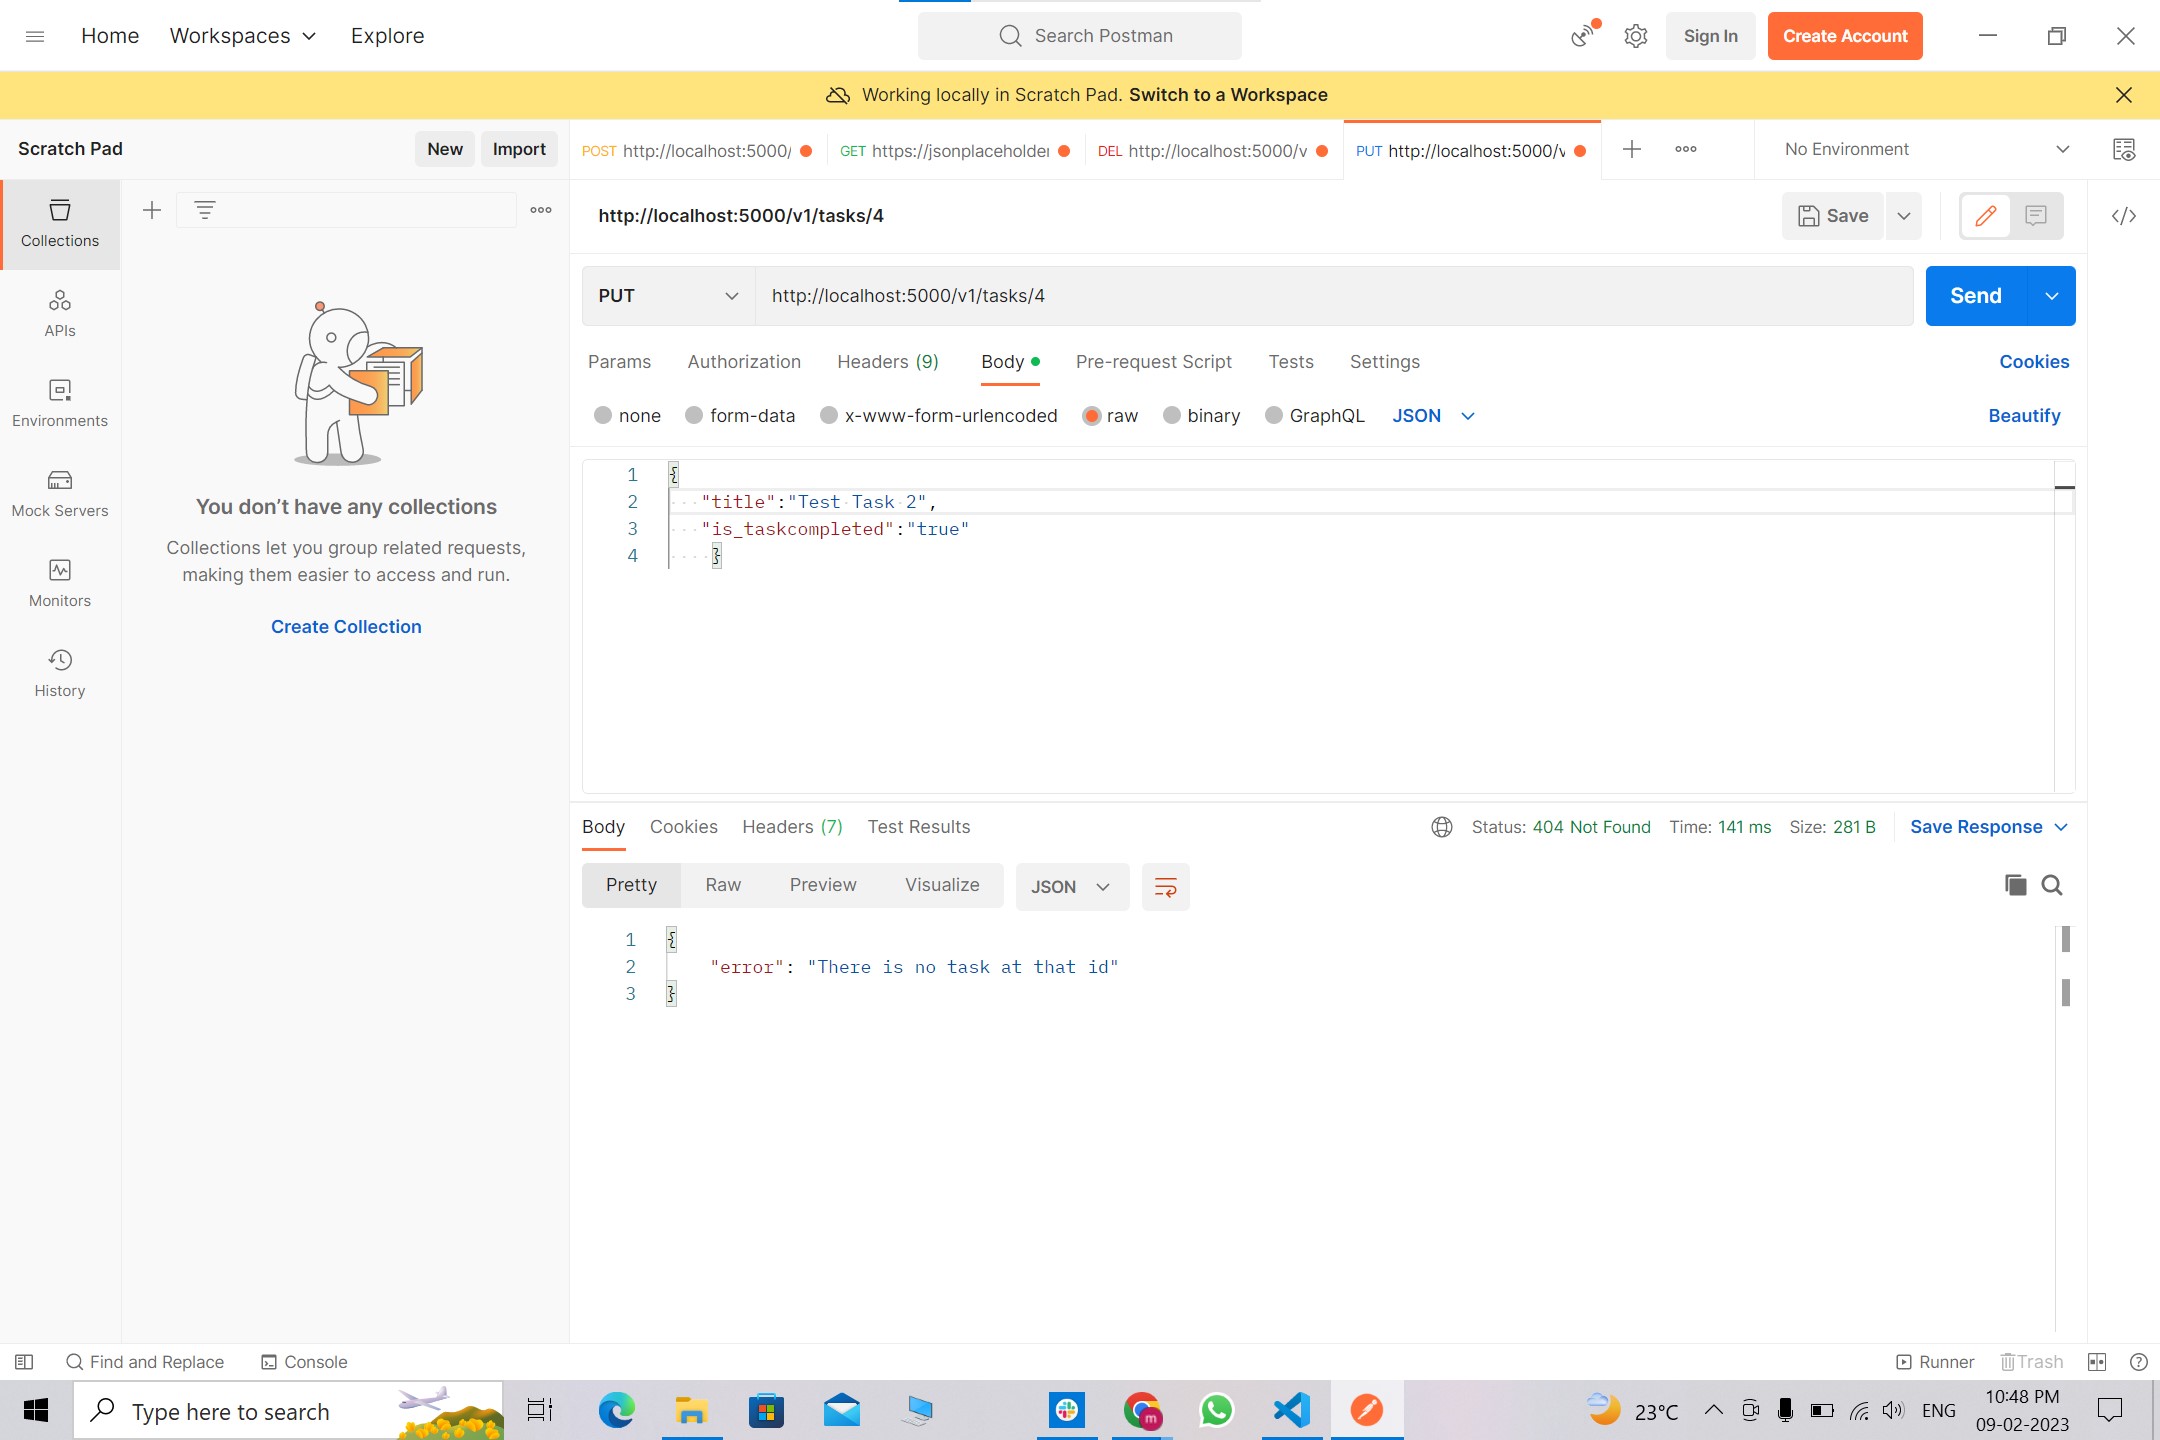 Home
Workspaces
Explore
Search Postman
Sign In
Create Account
Working locally in Scratch Pad. Switch to a Workspace
Scratch Pad
New
Import
POST http://localhost:5000/
GET https://jsonplaceholder
DEL http://localhost:5000/v
PUT http://localhost:5000/v
No Environment
Collections
APIs
Environments
Mock Servers
Monitors
History
You don't have any collections
Collections let you group related requests,
making them easier to access and run.
Create Collection
http://localhost:5000/v1/tasks/4
Save
PUT
http://localhost:5000/v1/tasks/4
Send
Params
Authorization
Headers (9)
Body
Pre-request Script
Tests
Settings
Cookies
none
form-data
x-www-form-urlencoded
raw
binary
GraphQL
JSON
Beautify
1 {
2 "title":"Test Task 2",
3 "is_taskcompleted":"true"
4 }
Body
Cookies
Headers (7)
Test Results
Status: 404 Not Found
Time: 141 ms
Size: 281 B
Save Response
Pretty
Raw
Preview
Visualize
JSON
1 {
2 "error": "There is no task at that id"
3 }
Find and Replace
Console
Runner
Trash
Type here to search
m
23°C
ENG
10:48 PM
09-02-2023